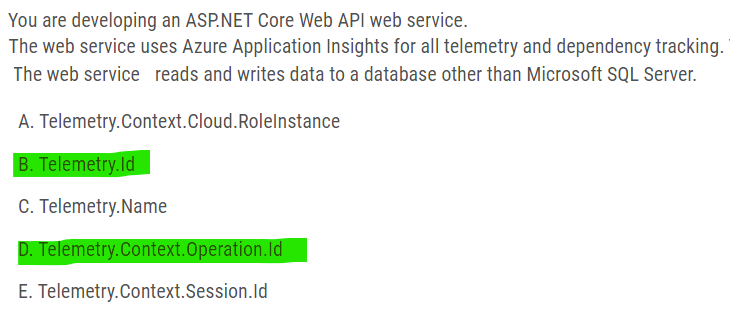 You are developing an ASP.NET Core Web API web service.
The web service uses Azure Application Insights for all telemetry and dependency tracking.
The web service reads and writes data to a database other than Microsoft SQL Server.
A. Telemetry.Context.Cloud.RoleInstance
B. Telemetry.Id
C. Telemetry.Name
D. Telemetry.Context.Operation.Id
E. Telemetry.Context.Session.Id